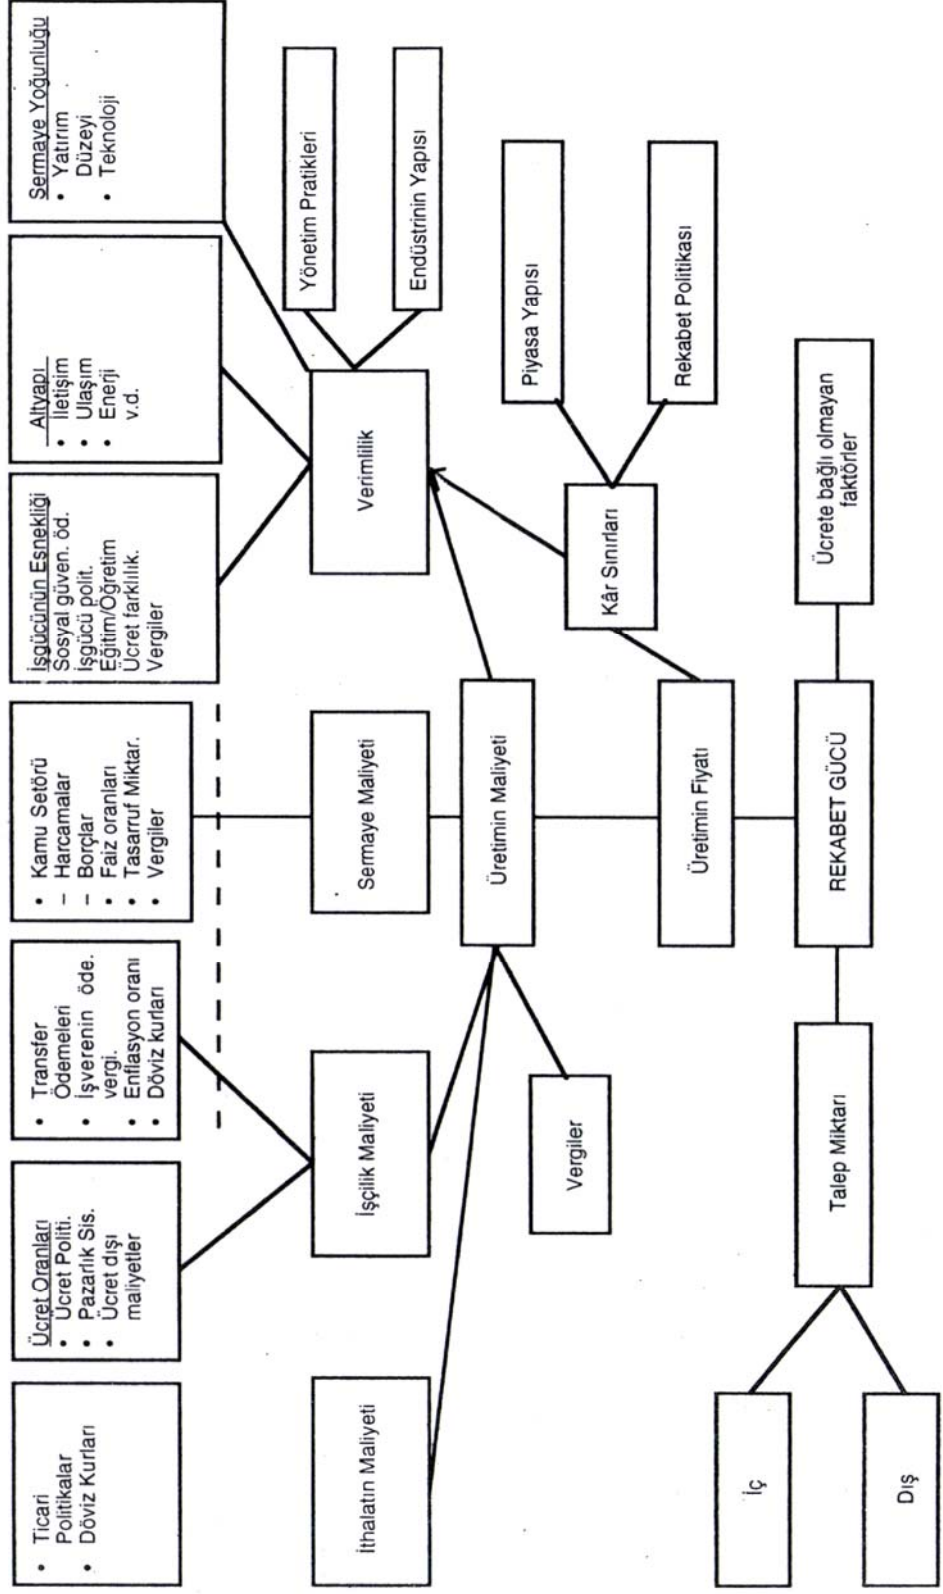 • Ticari
Politikalar
• Döviz Kurları
Ücret Oranları
• Ücret Politi.
• Pazarlık Sis.
• Ücret dışı
maliyetler
• Transfer
Ödemeleri
• İşverenin öde.
vergi.
• Enflasyon oranı
• Döviz kurları
• Kamu Setörü
– Harcamalar
– Borçlar
• Faiz oranları
• Tasarruf Miktar.
• Vergiler
İşgücünün Esnekliği
Sosyal güven. öd.
İşgücü polit.
Eğitim/Öğretim
Ücret farklılık.
Vergiler
Altyapı
• İletişim
• Ulaşım
• Enerji
v.d.
Sermaye Yoğunluğu
• Yatırım
Düzeyi
• Teknoloji
İthalatın Maliyeti
İşçilik Maliyeti
Sermaye Maliyeti
Verimlilik
Yönetim Pratikleri
Endüstrinin Yapısı
Üretimin Maliyeti
Vergiler
Piyasa Yapısı
Kâr Sınırları
Rekabet Politikası
Üretimin Fiyatı
İç
Dış
Talep Miktarı
REKABET GÜCÜ
Ücrete bağlı olmayan
faktörler